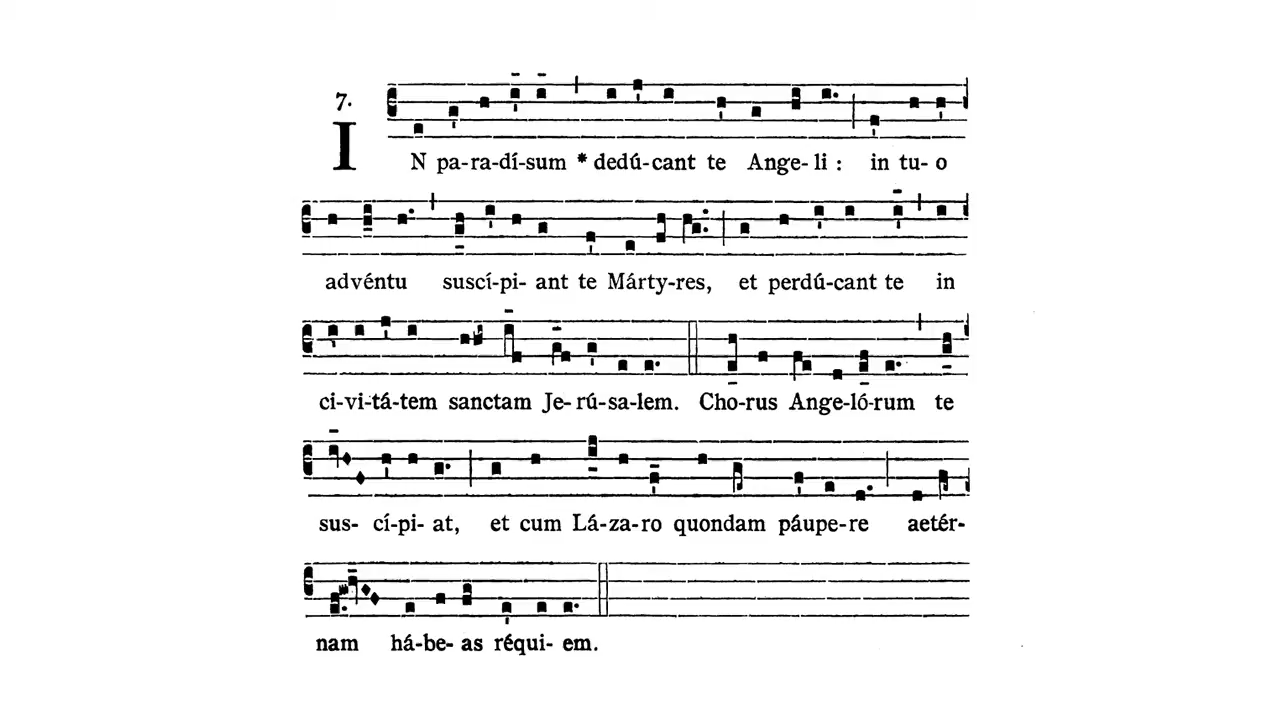 7.
IN pa-ra-dí-sum * dedú-cant te Ange-li : in tu-o
advéntu suscí-pi-ant te Márty-res, et perdú-cant te in
ci-vi-tá-tem sanctam Je-rú-sa-lem. Cho-rus Ange-ló-rum te
sus-cí-pi-at, et cum Lá-za-ro quondam páupe-re aetér-
nam há-be-as réqui-em.